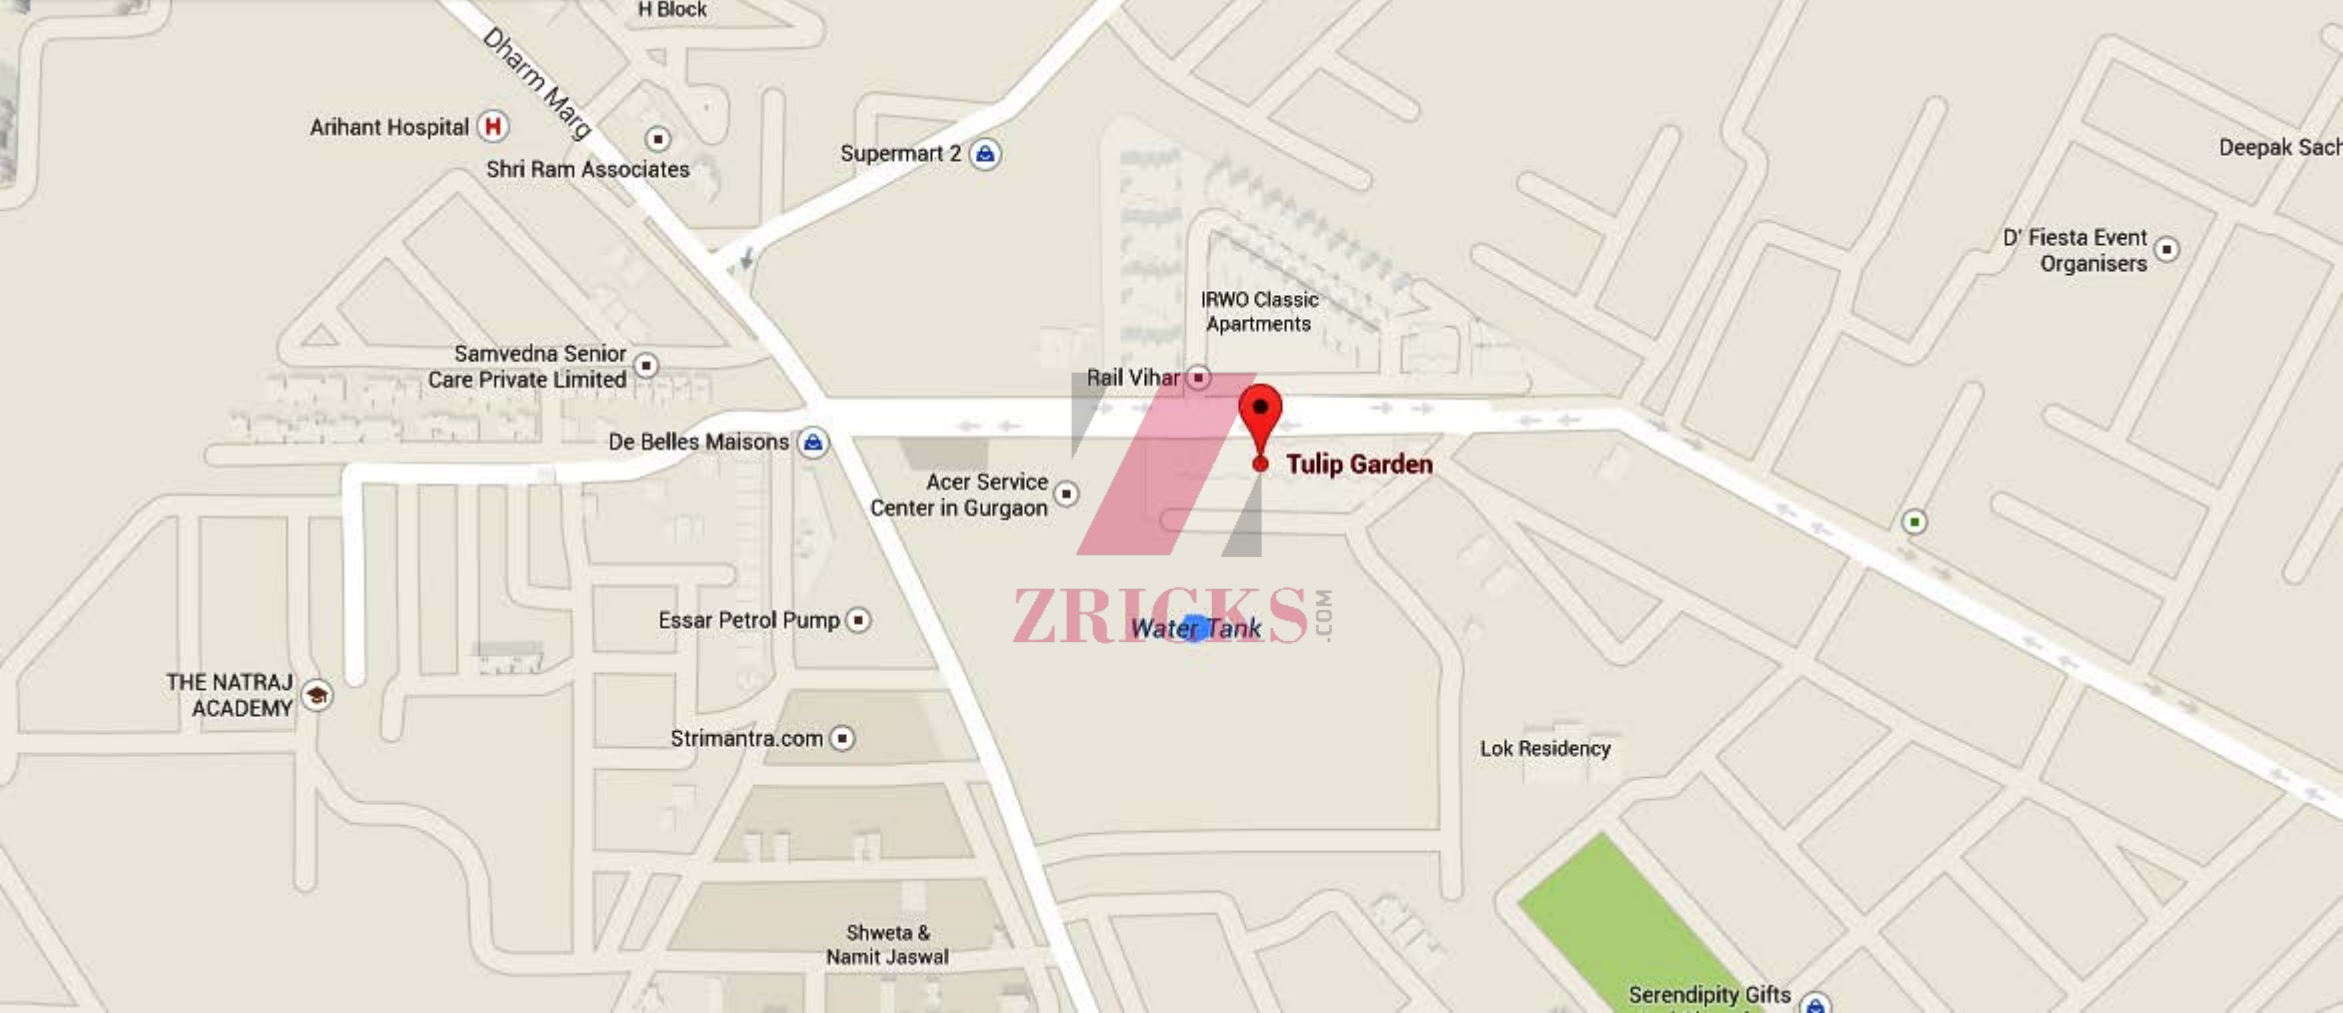 H Block
Dharm Marg
Arihant Hospital H
Shri Ram Associates
Supermart 2
Deepak Sach
D' Fiesta Event
Organisers
IRWO Classic
Apartments
Samvedna Senior
Care Private Limited
Rail Vihar
De Belles Maisons
Tulip Garden
Acer Service
Center in Gurgaon
ZRICKS.COM
Water Tank
Essar Petrol Pump
THE NATRAJ
ACADEMY
Strimantra.com
Lok Residency
Shweta &
Namit Jaswal
Serendipity Gifts